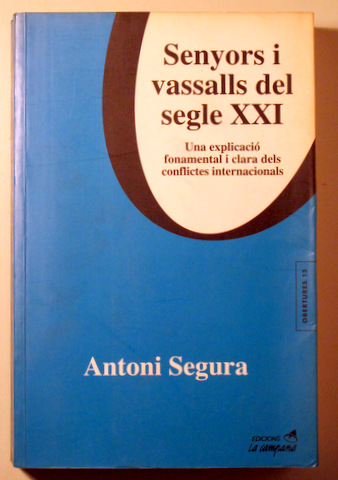 Senyors i
vassalls del
segle XXI
Una explicació
fonamental i clara dels
conflictes internacionals
OBERTURES 15
Antoni Segura
EDICIONS
La Campana